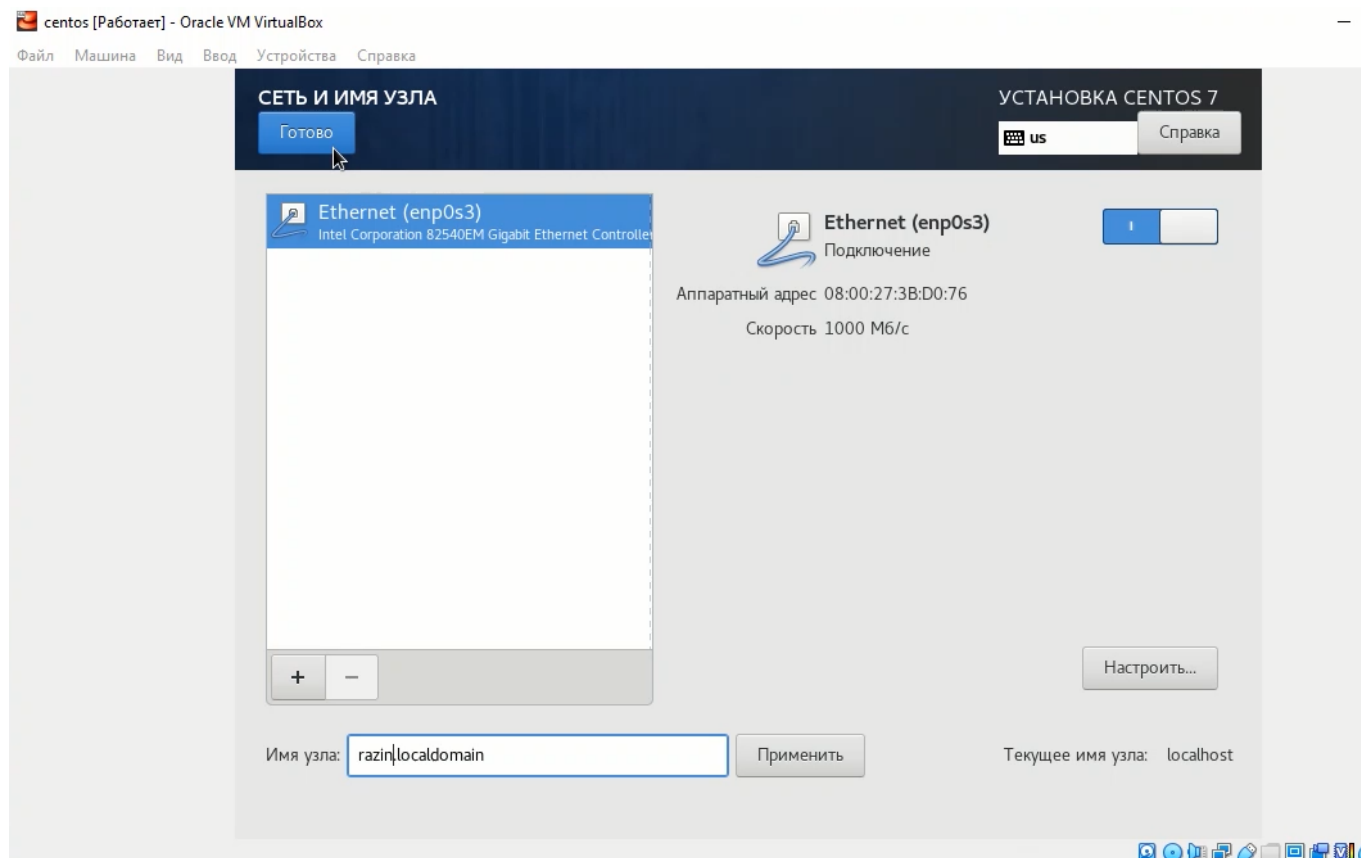 centos [Работает] - Oracle VM VirtualBox
Файл Машина Вид Ввод Устройства Справка
СЕТЬ И ИМЯ УЗЛА
УСТАНОВКА CENTOS 7
Готово
us
Справка
Ethernet (enp0s3)
Intel Corporation 82540EM Gigabit Ethernet Controller
Ethernet (enp0s3)
Подключение
Аппаратный адрес 08:00:27:3B:D0:76
Скорость 1000 Мб/с
+ −
Настроить...
Имя узла: razin.localdomain
Применить
Текущее имя узла: localhost